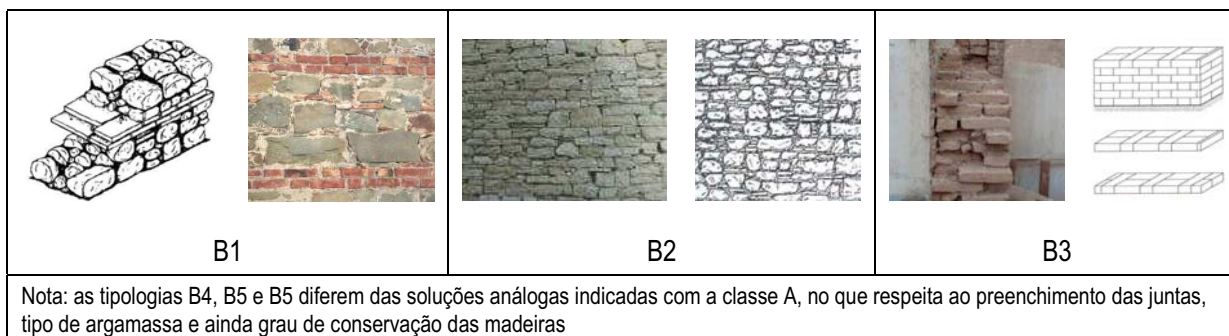 B1
B2
B3
Nota: as tipologias B4, B5 e B5 diferem das soluções análogas indicadas com a classe A, no que respeita ao preenchimento das juntas,
tipo de argamassa e ainda grau de conservação das madeiras